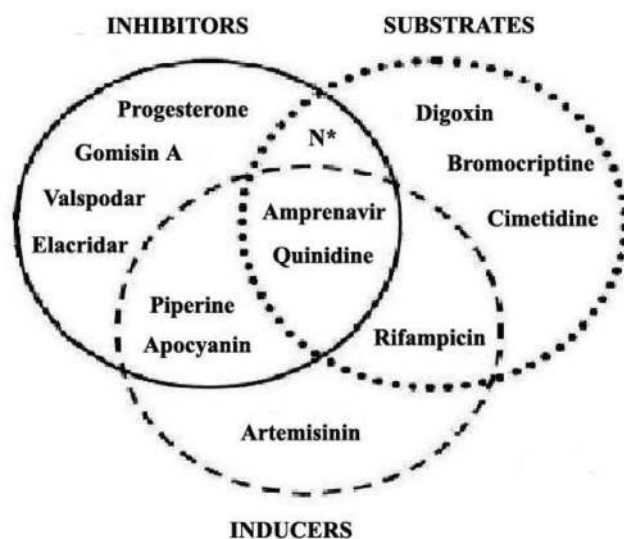 INHIBITORS
SUBSTRATES
Progesterone
Gomisin A
Valspodar
Elacridar
N*
Digoxin
Bromocriptine
Cimetidine
Amprenavir
Quinidine
Piperine
Apocyanin
Rifampicin
Artemisinin
INDUCERS